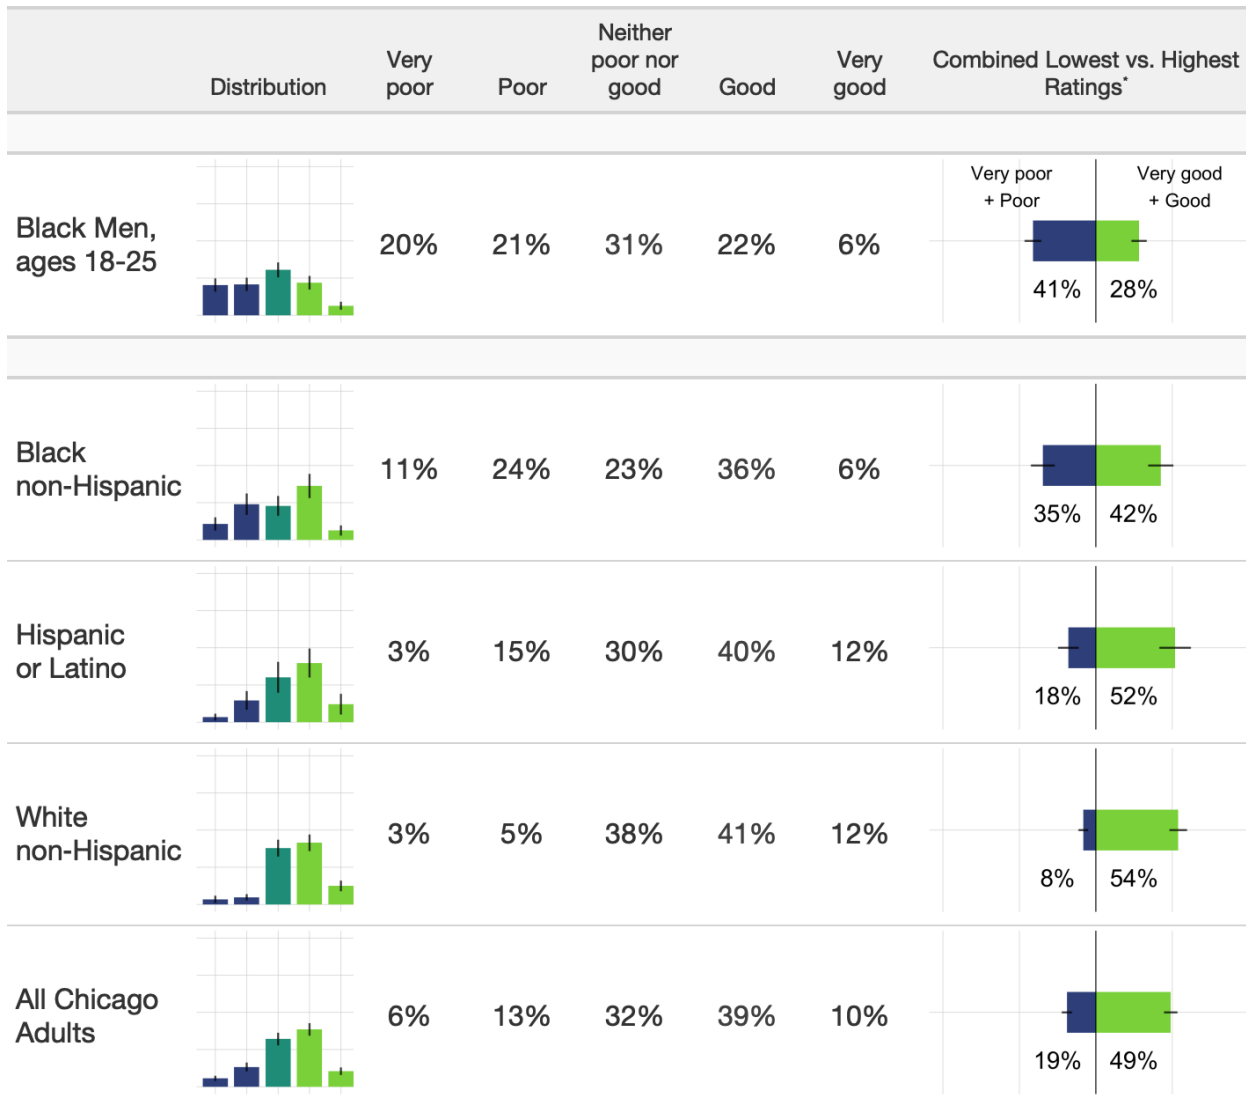 Distribution
Very
poor
Poor
Neither
poor nor
good
Good
Very
good
Combined Lowest vs. Highest
Ratings*
Black Men,
ages 18-25
20%
21%
31%
22%
6%
Very poor
+ Poor
Very good
+ Good
41%
28%
Black
non-Hispanic
11%
24%
23%
36%
6%
35%
42%
Hispanic
or Latino
3%
15%
30%
40%
12%
18%
52%
White
non-Hispanic
3%
5%
38%
41%
12%
8%
54%
All Chicago
Adults
6%
13%
32%
39%
10%
19%
49%